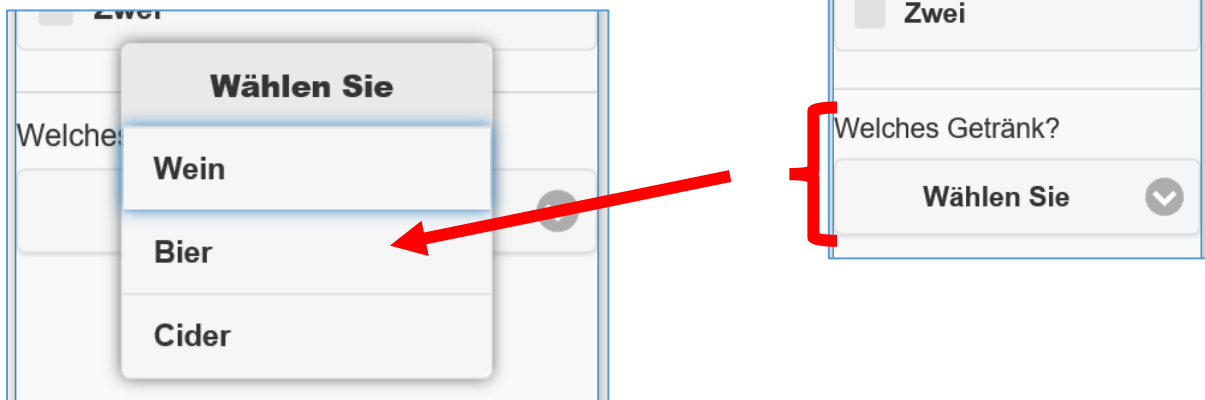 Zwei
Wählen Sie
Welches
Wein
Bier
Cider
Zwei
Welches Getränk?
Wählen Sie